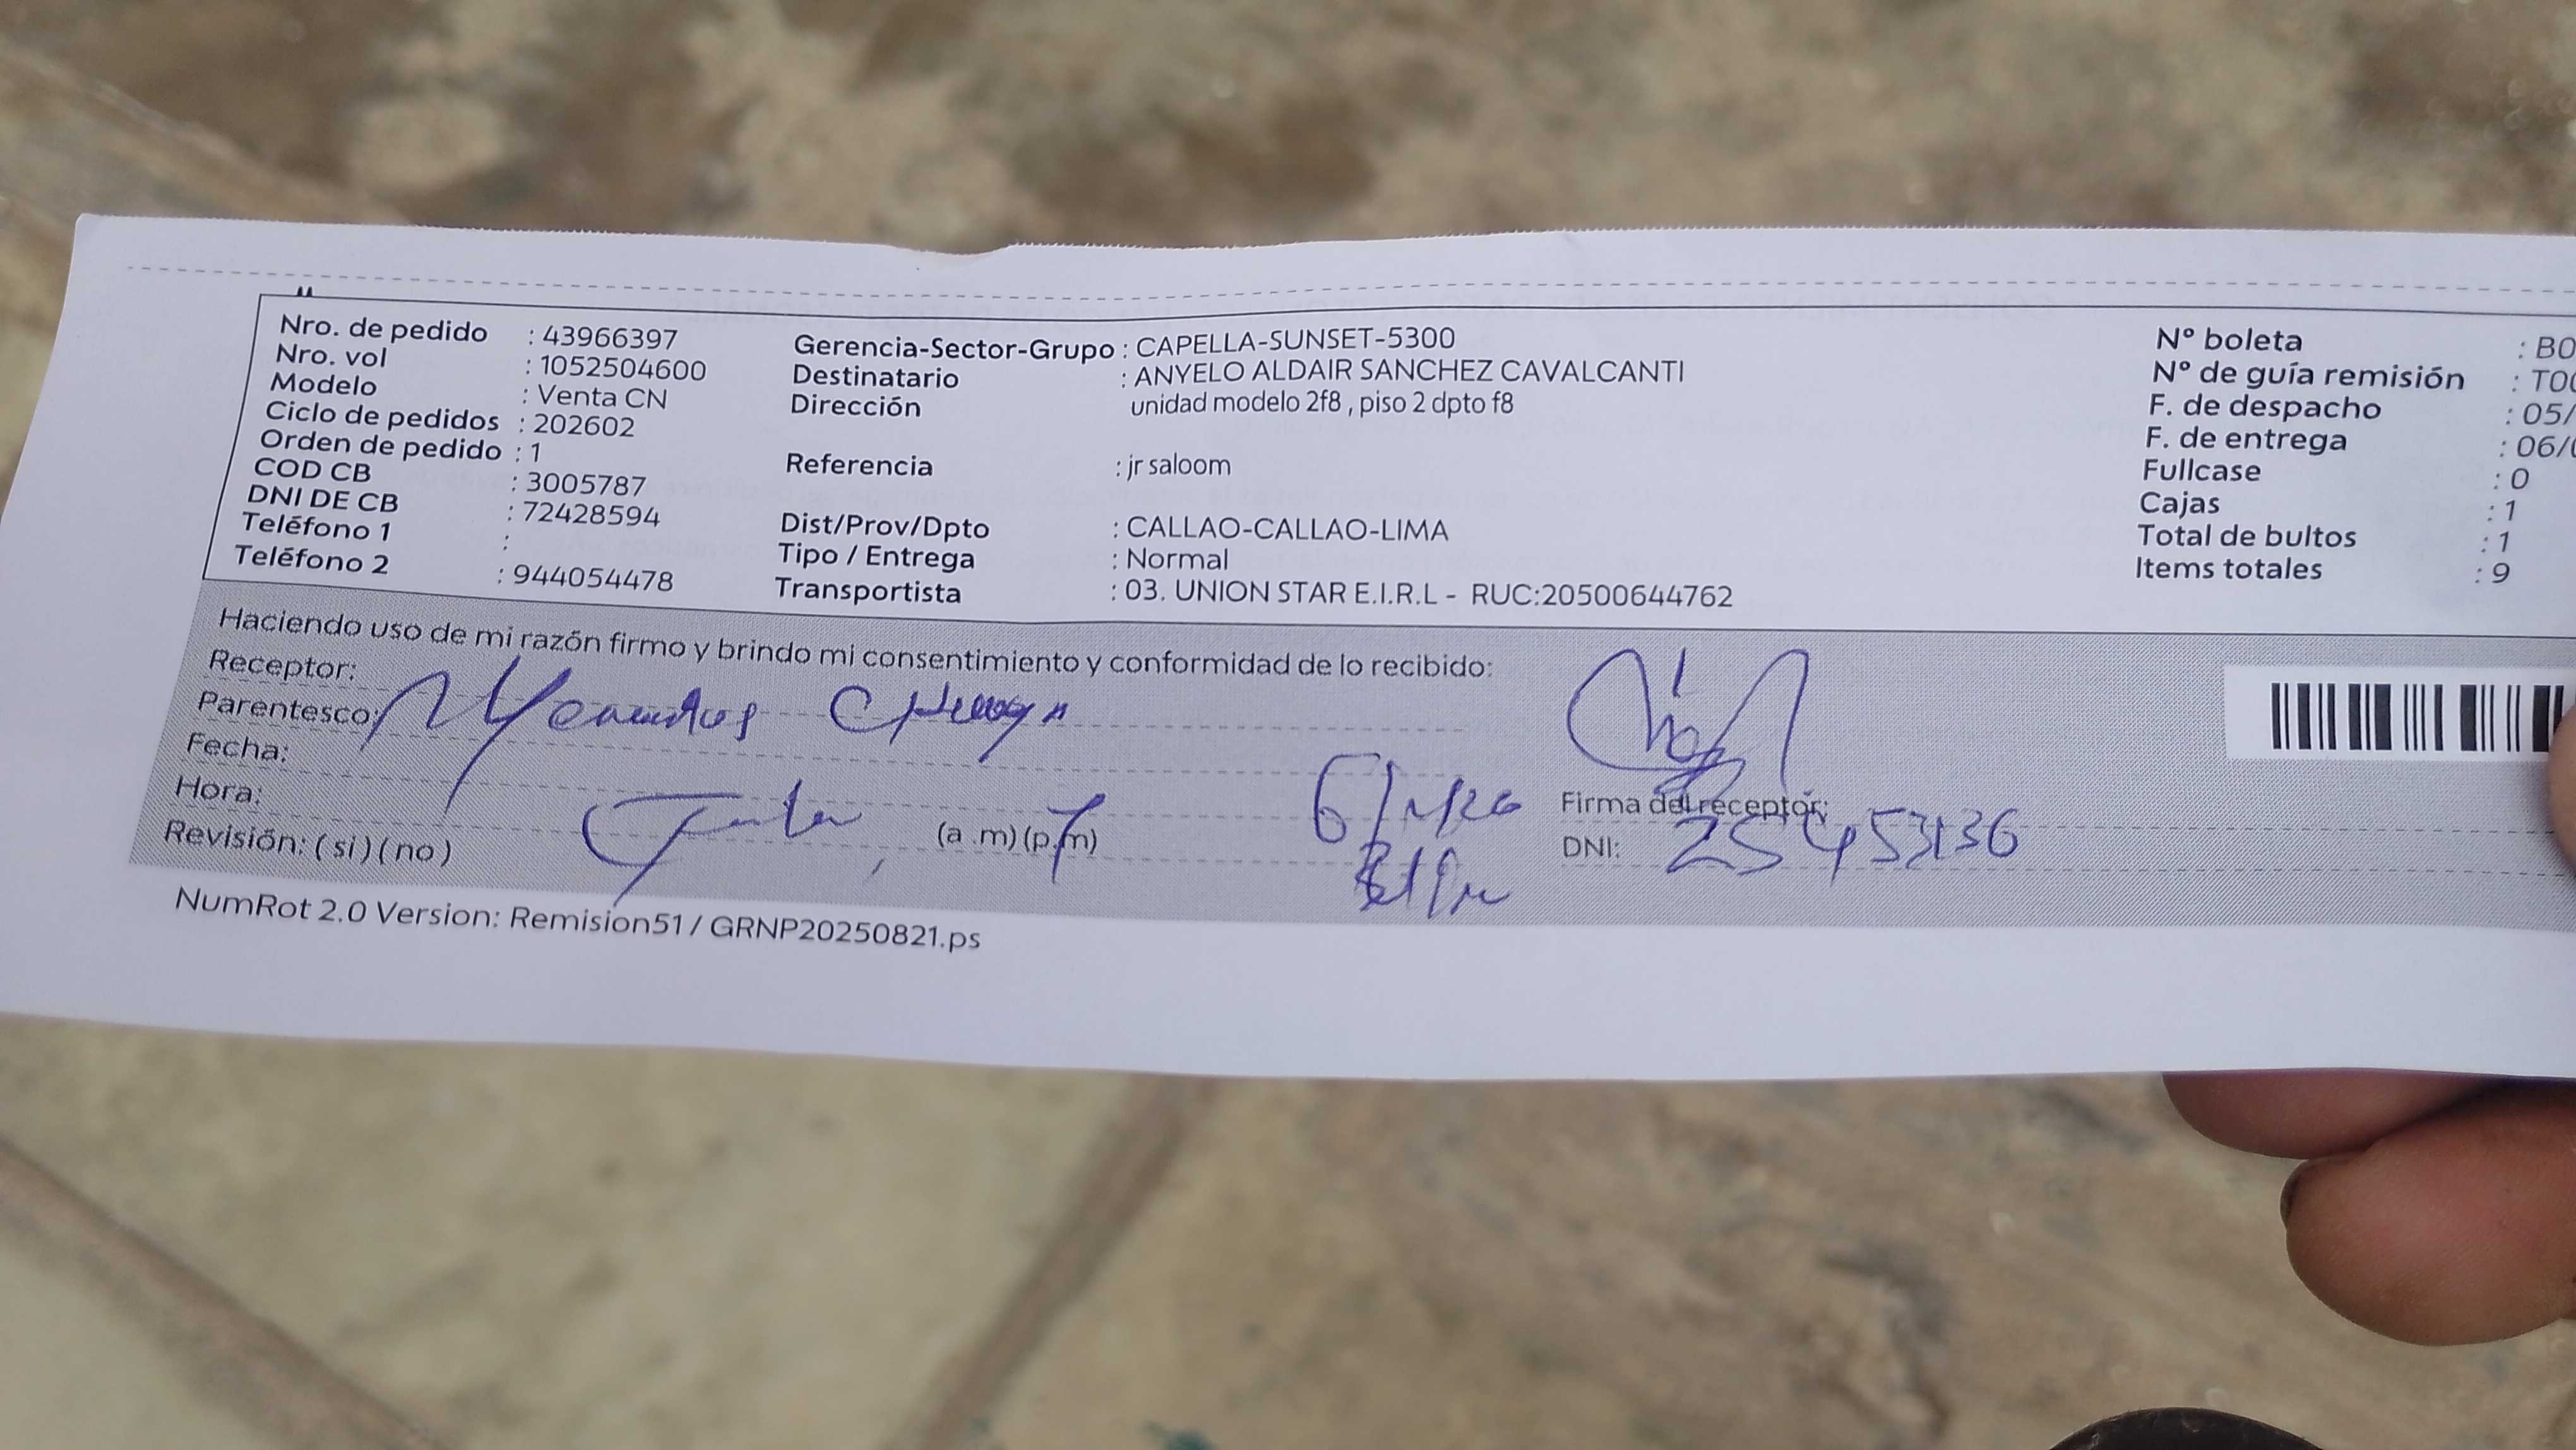 Nro. de pedido : 43966397
Nro. vol : 1052504600
Modelo : Venta CN
Ciclo de pedidos : 202602
Orden de pedido : 1
COD CB : 3005787
DNI DE CB : 72428594
Teléfono 1 :
Teléfono 2 : 944054478
Gerencia-Sector-Grupo : CAPELLA-SUNSET-5300
Destinatario : ANYELO ALDAIR SANCHEZ CAVALCANTI
Dirección unidad modelo 2f8 , piso 2 dpto f8
Referencia : jr saloom
Dist/Prov/Dpto : CALLAO-CALLAO-LIMA
Tipo / Entrega : Normal
Transportista : 03. UNION STAR E.I.R.L - RUC:20500644762
N° boleta : B0
N° de guía remisión : T00
F. de despacho : 05/
F. de entrega : 06/
Fullcase : 0
Cajas : 1
Total de bultos : 1
Items totales : 9
Haciendo uso de mi razón firmo y brindo mi consentimiento y conformidad de lo recibido:
Receptor:
Parentesco:
Fecha:
Hora: (a .m) (p.m)
Revisión: ( si ) ( no )
Firma del receptor:
DNI: 25453136
NumRot 2.0 Version: Remision51 / GRNP20250821.ps